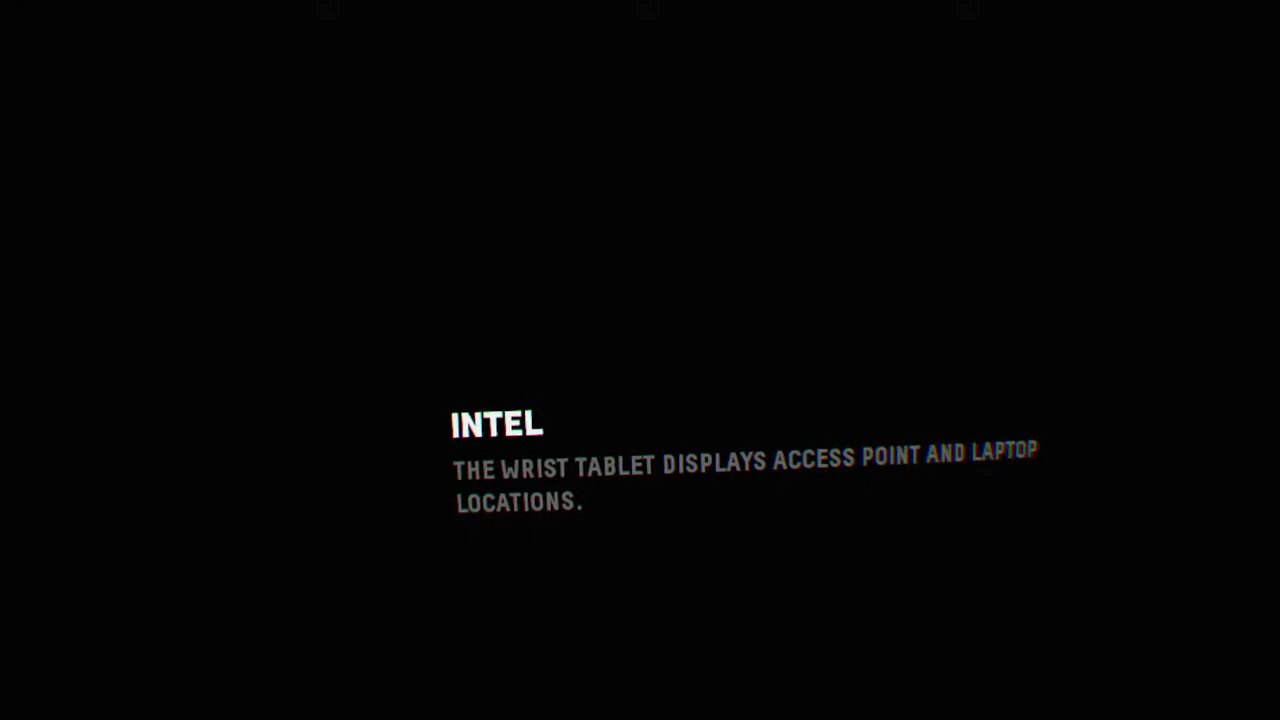 INTEL
THE WRIST TABLET DISPLAYS ACCESS POINT AND LAPTOP
LOCATIONS.